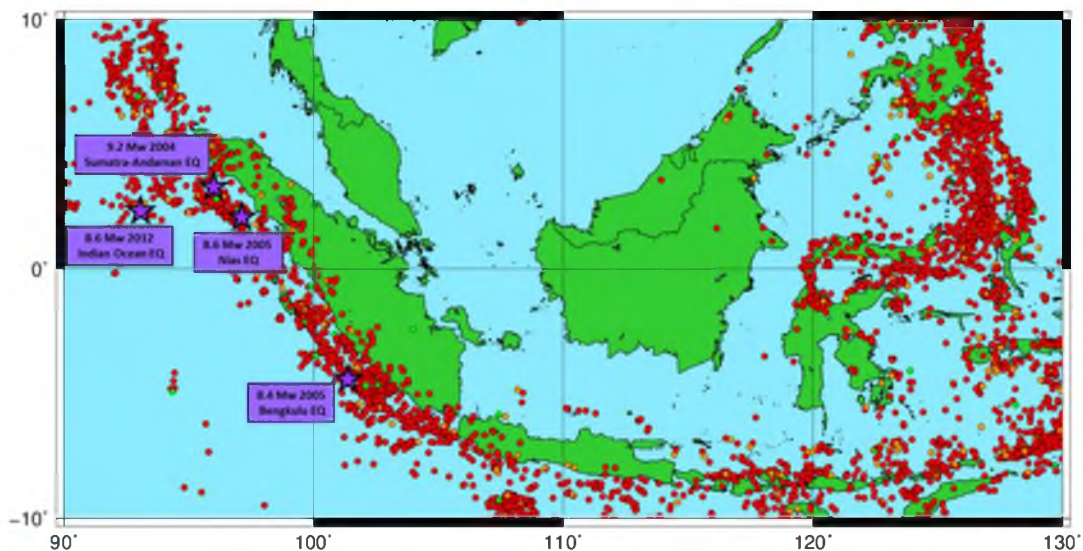 10°
9.2 Mw 2004
Sumatra-Andaman EQ
8.6 Mw 2012
Indian Ocean EQ
8.6 Mw 2005
Nias EQ
0°
8.4 Mw 2005
Bengkulu EQ
−10°
90°
100°
110°
120°
130°